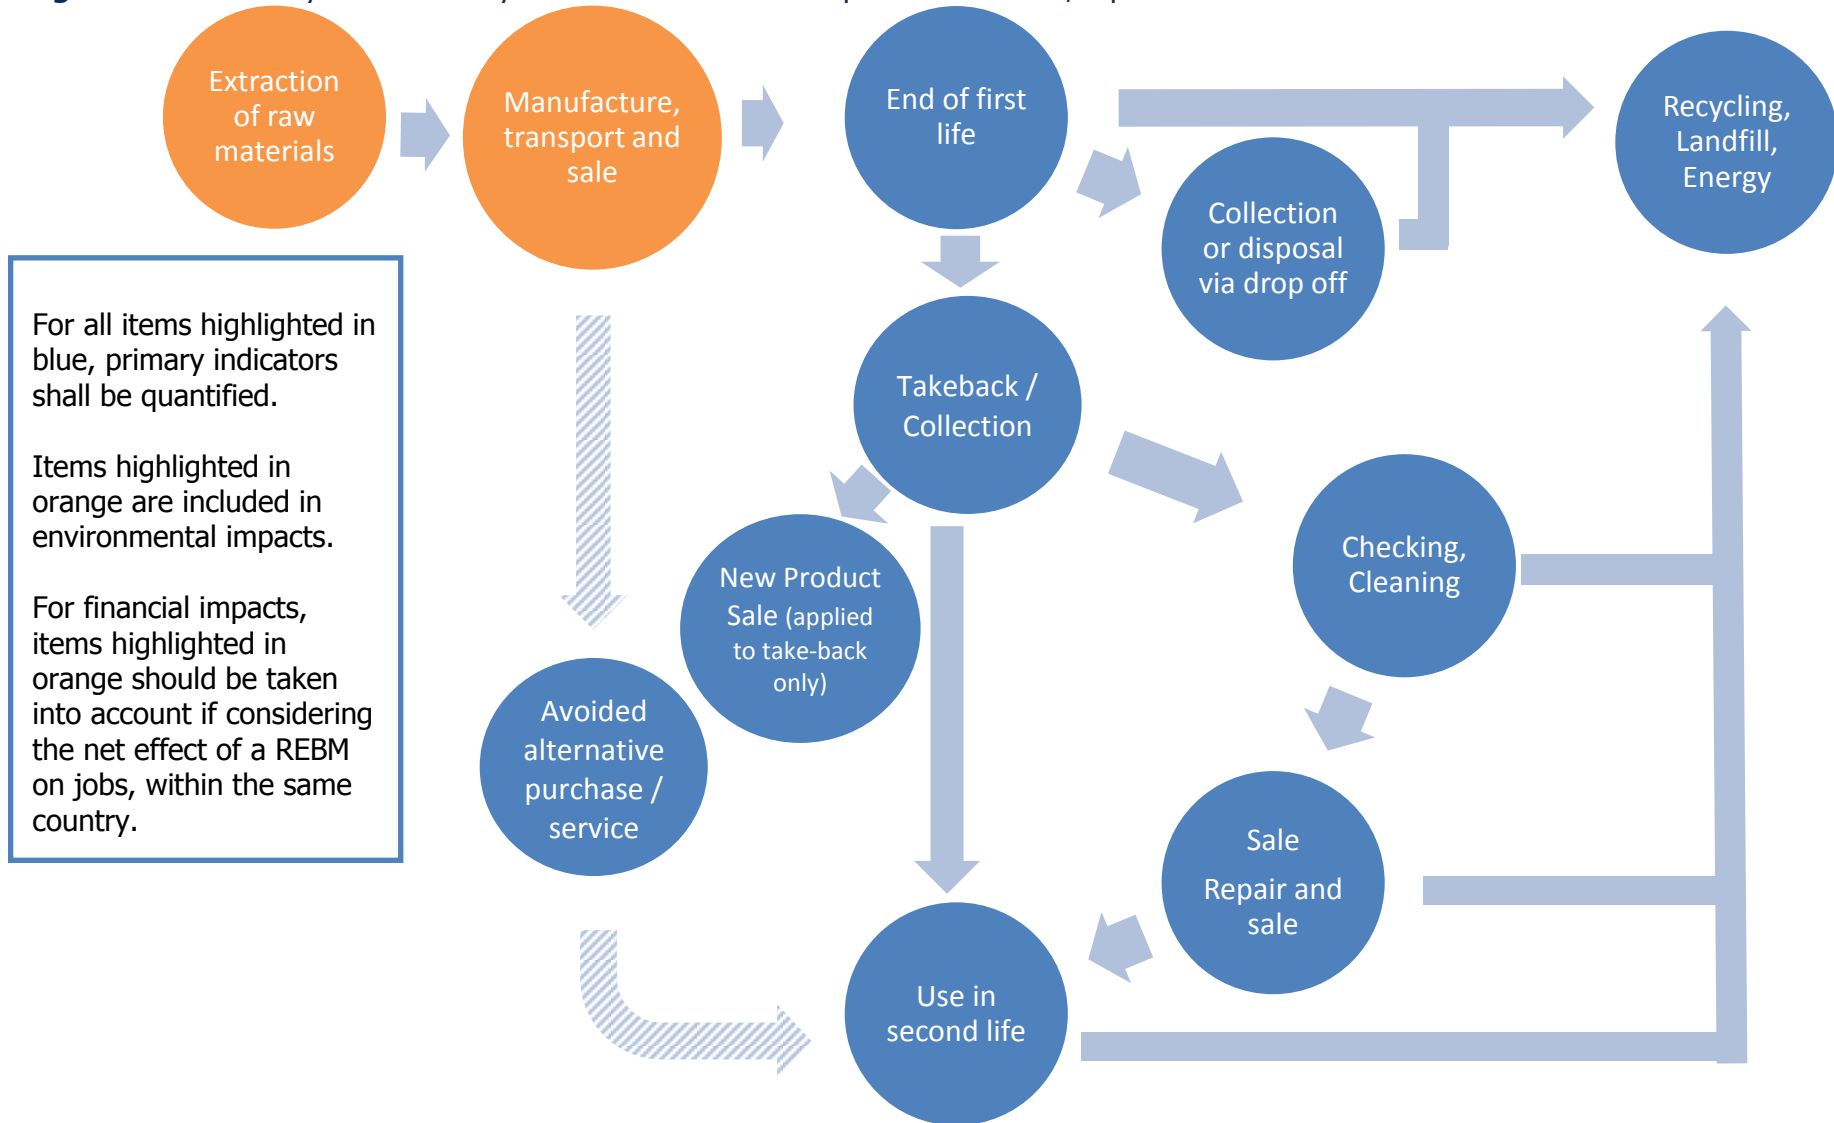 Extraction
of raw
materials
Manufacture,
transport and
sale
End of first
life
Recycling,
Landfill,
Energy
Collection
or disposal
via drop off
For all items highlighted in
blue, primary indicators
shall be quantified.
Items highlighted in
orange are included in
environmental impacts.
For financial impacts,
items highlighted in
orange should be taken
into account if considering
the net effect of a REBM
on jobs, within the same
country.
Takeback /
Collection
New Product
Sale (applied
to take-back
only)
Checking,
Cleaning
Avoided
alternative
purchase /
service
Sale
Repair and
sale
Use in
second life